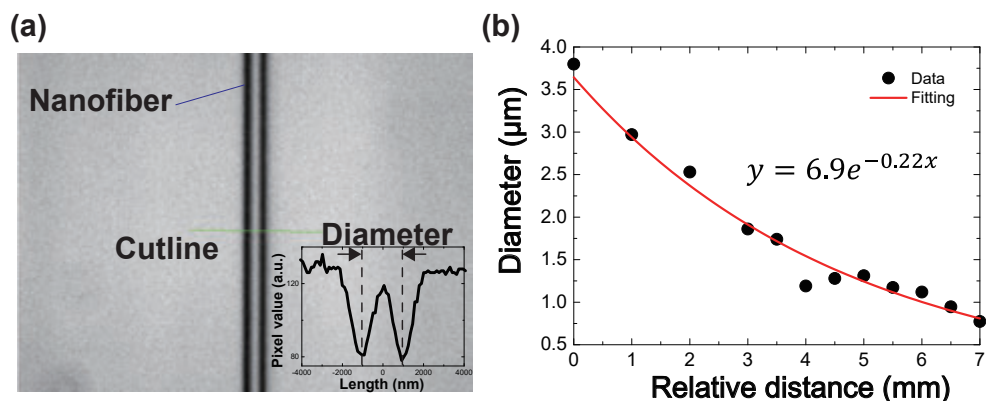 (a)
Nanofiber
Cutline
Diameter
Pixel value (a.u.)
120
80
-4000 -2000 0 2000 4000
Length (nm)
(b)
4.0
3.5
3.0
2.5
2.0
1.5
1.0
0.5
Diameter (μm)
Data
Fitting
y = 6.9e^{-0.22x}
0 1 2 3 4 5 6 7
Relative distance (mm)